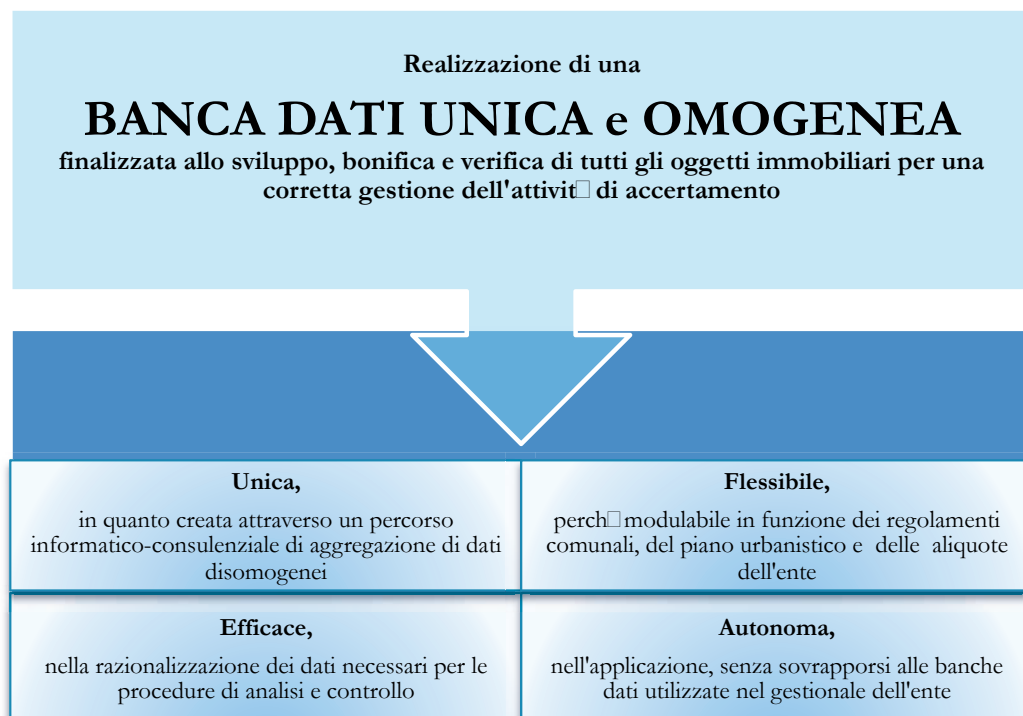 Realizzazione di una
BANCA DATI UNICA e OMOGENEA
finalizzata allo sviluppo, bonifica e verifica di tutti gli oggetti immobiliari per una
corretta gestione dell'attivit□ di accertamento
Unica,
in quanto creata attraverso un percorso
informatico-consulenziale di aggregazione di dati
disomogenei
Flessibile,
perch□ modulabile in funzione dei regolamenti
comunali, del piano urbanistico e delle aliquote
dell'ente
Efficace,
nella razionalizzazione dei dati necessari per le
procedure di analisi e controllo
Autonoma,
nell'applicazione, senza sovrapporsi alle banche
dati utilizzate nel gestionale dell'ente